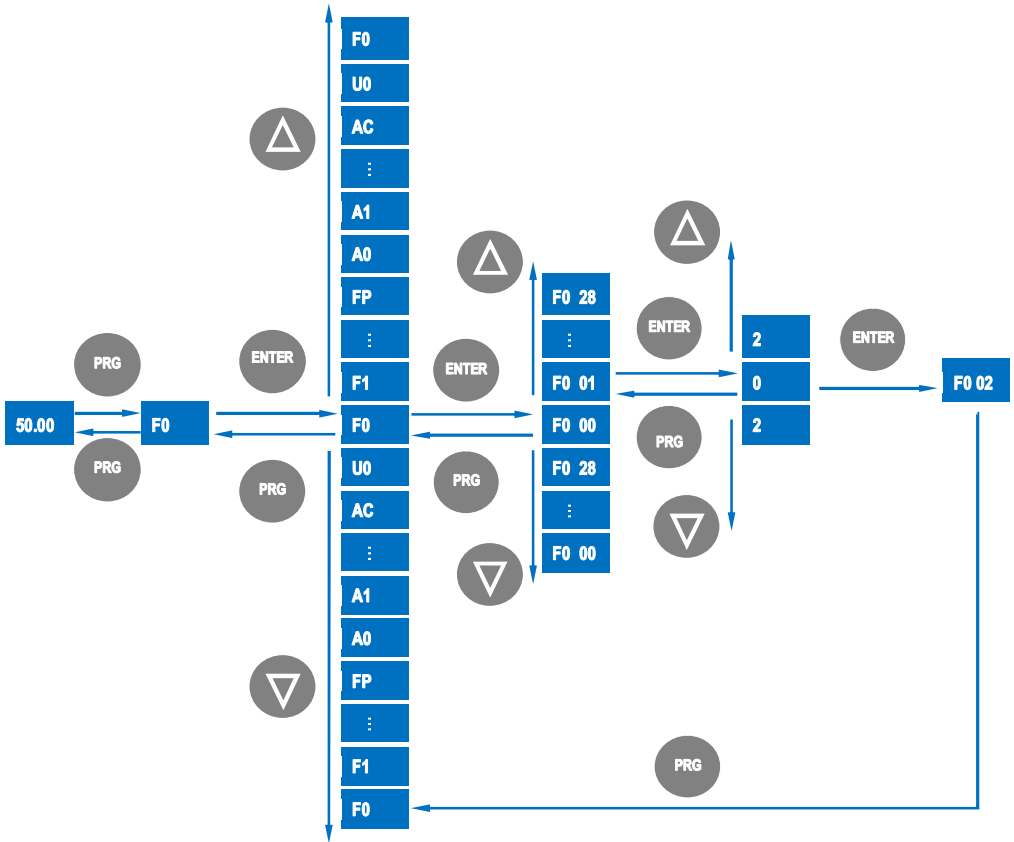 50.00
PRG
PRG
F0
ENTER
PRG
F0
U0
AC
⋮
A1
A0
FP
⋮
F1
F0
U0
AC
⋮
A1
A0
FP
⋮
F1
F0
ENTER
PRG
F0 28
⋮
F0 01
F0 00
F0 28
⋮
F0 00
ENTER
PRG
2
0
2
ENTER
F0 02
PRG